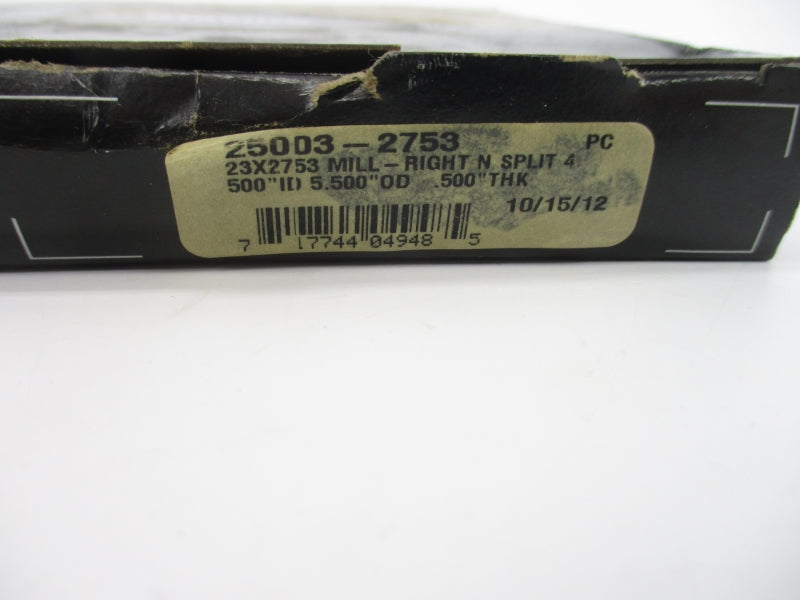 25003-2753 PC
23X2753 MILL-RIGHT N SPLIT 4
500"ID 5.500"OD .500"THK
10/15/12
7 17744 04948 5